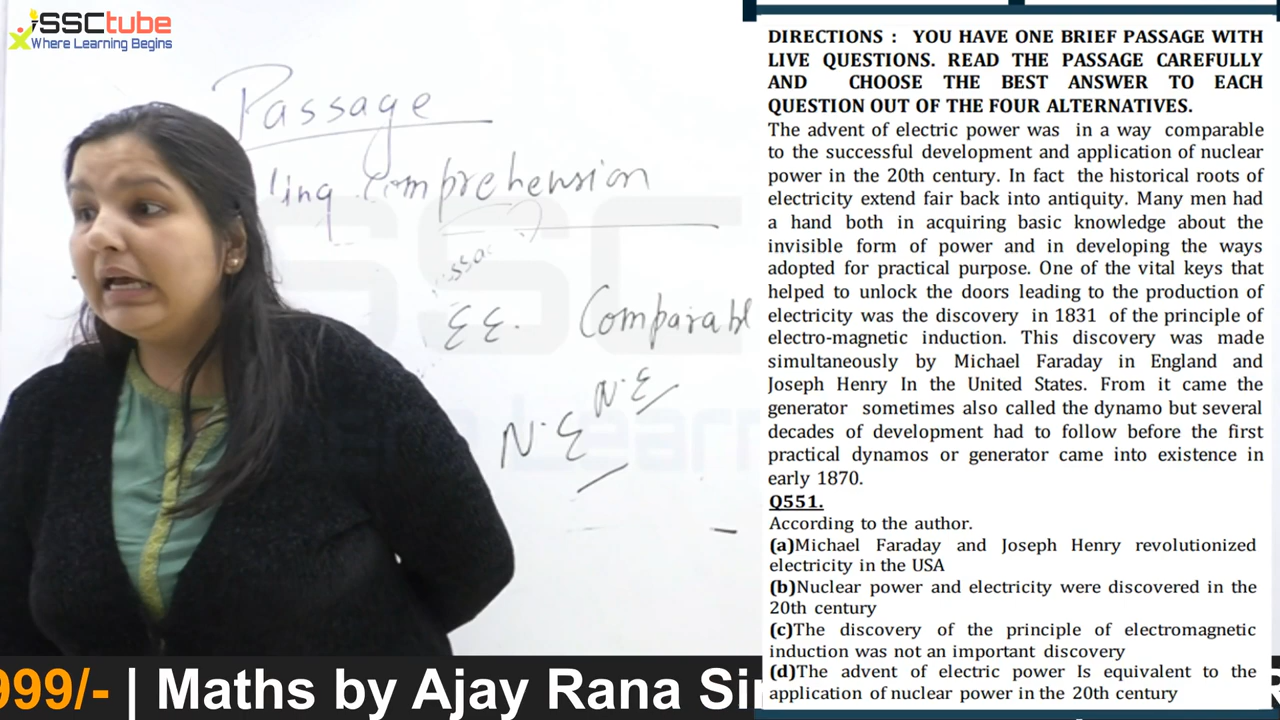 SSCtube
Where Learning Begins
Passage
ding Comprehension
EE. Comparabl
N.E
N.E
DIRECTIONS : YOU HAVE ONE BRIEF PASSAGE WITH
LIVE QUESTIONS. READ THE PASSAGE CAREFULLY
AND CHOOSE THE BEST ANSWER TO EACH
QUESTION OUT OF THE FOUR ALTERNATIVES.
The advent of electric power was in a way comparable
to the successful development and application of nuclear
power in the 20th century. In fact the historical roots of
electricity extend fair back into antiquity. Many men had
a hand both in acquiring basic knowledge about the
invisible form of power and in developing the ways
adopted for practical purpose. One of the vital keys that
helped to unlock the doors leading to the production of
electricity was the discovery in 1831 of the principle of
electro-magnetic induction. This discovery was made
simultaneously by Michael Faraday in England and
Joseph Henry In the United States. From it came the
generator sometimes also called the dynamo but several
decades of development had to follow before the first
practical dynamos or generator came into existence in
early 1870.
Q551.
According to the author.
(a)Michael Faraday and Joseph Henry revolutionized
electricity in the USA
(b)Nuclear power and electricity were discovered in the
20th century
(c)The discovery of the principle of electromagnetic
induction was not an important discovery
(d)The advent of electric power Is equivalent to the
application of nuclear power in the 20th century
999/- | Maths by Ajay Rana Sir